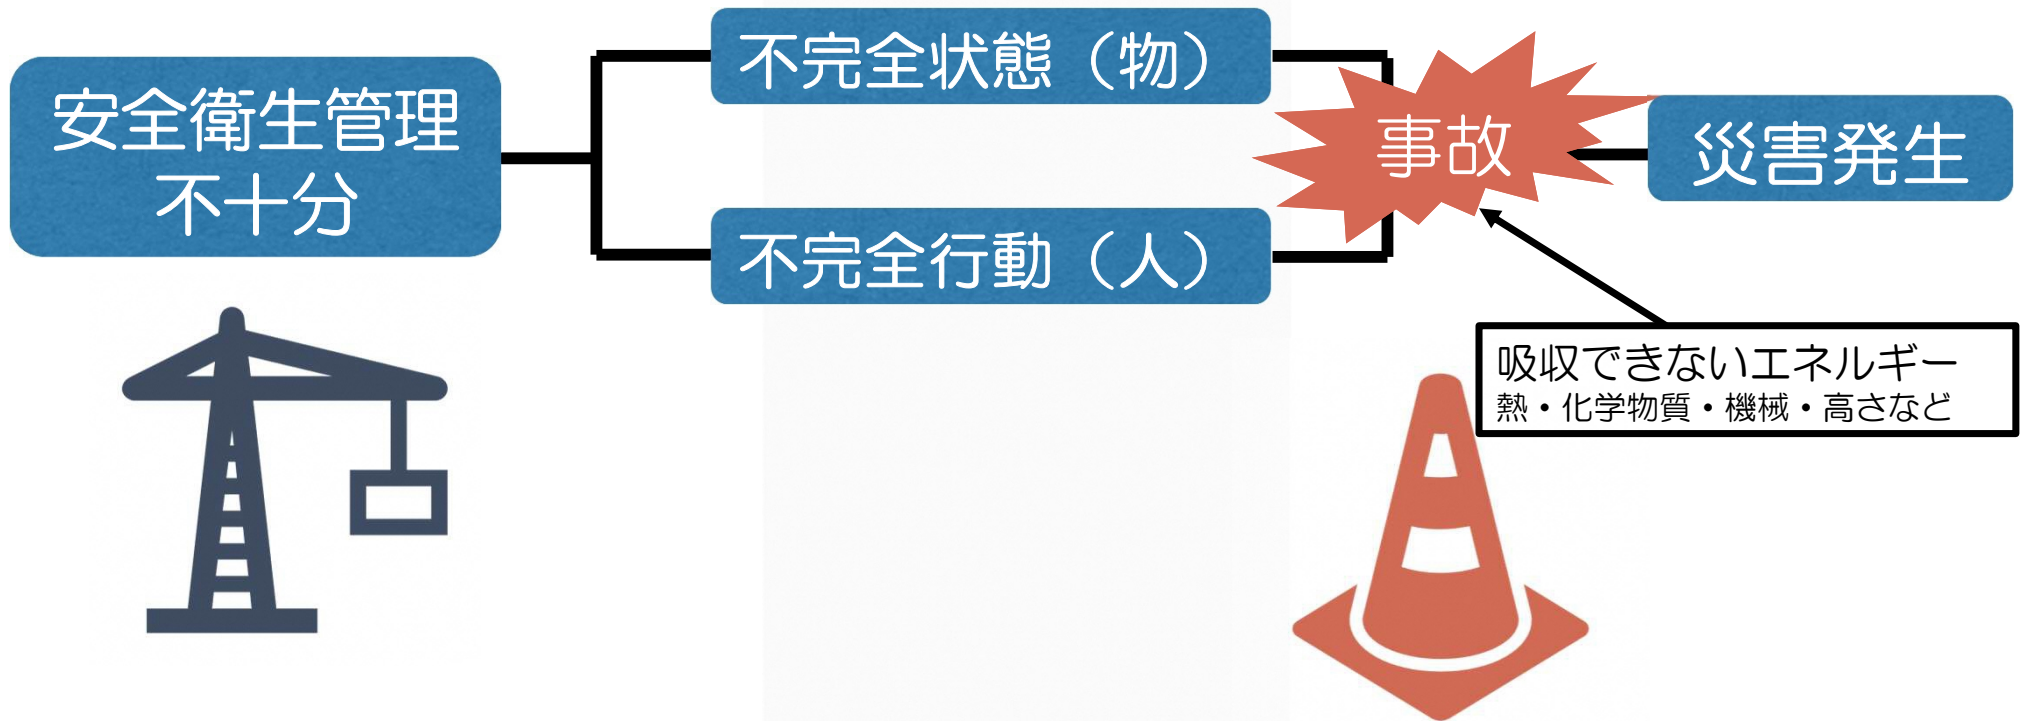 安全衛生管理
不十分
不完全状態（物）
不完全行動（人）
事故
災害発生
吸収できないエネルギー
熱・化学物質・機械・高さなど